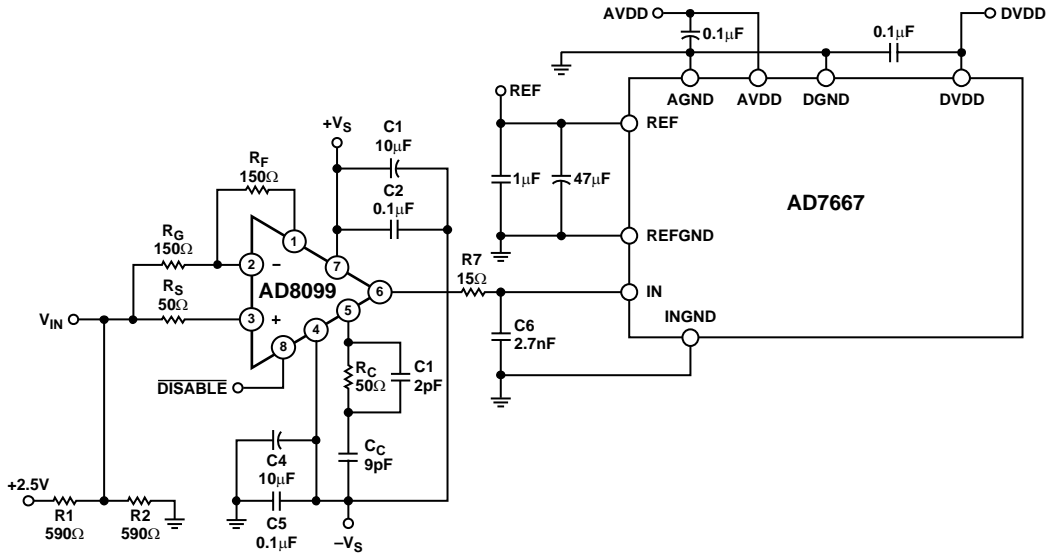 AVDD
DVDD
0.1μF
0.1μF
AGND
AVDD
DGND
DVDD
REF
REF
1μF
47μF
AD7667
REFGND
+VS
C1
10μF
C2
0.1μF
RF
150Ω
RG
150Ω
RS
50Ω
1
2
−
7
AD8099
6
R7
15Ω
IN
VIN
3
+
5
4
8
INGND
C6
2.7nF
DISABLE
RC
50Ω
C1
2pF
CC
9pF
C4
10μF
C5
0.1μF
−VS
+2.5V
R1
590Ω
R2
590Ω